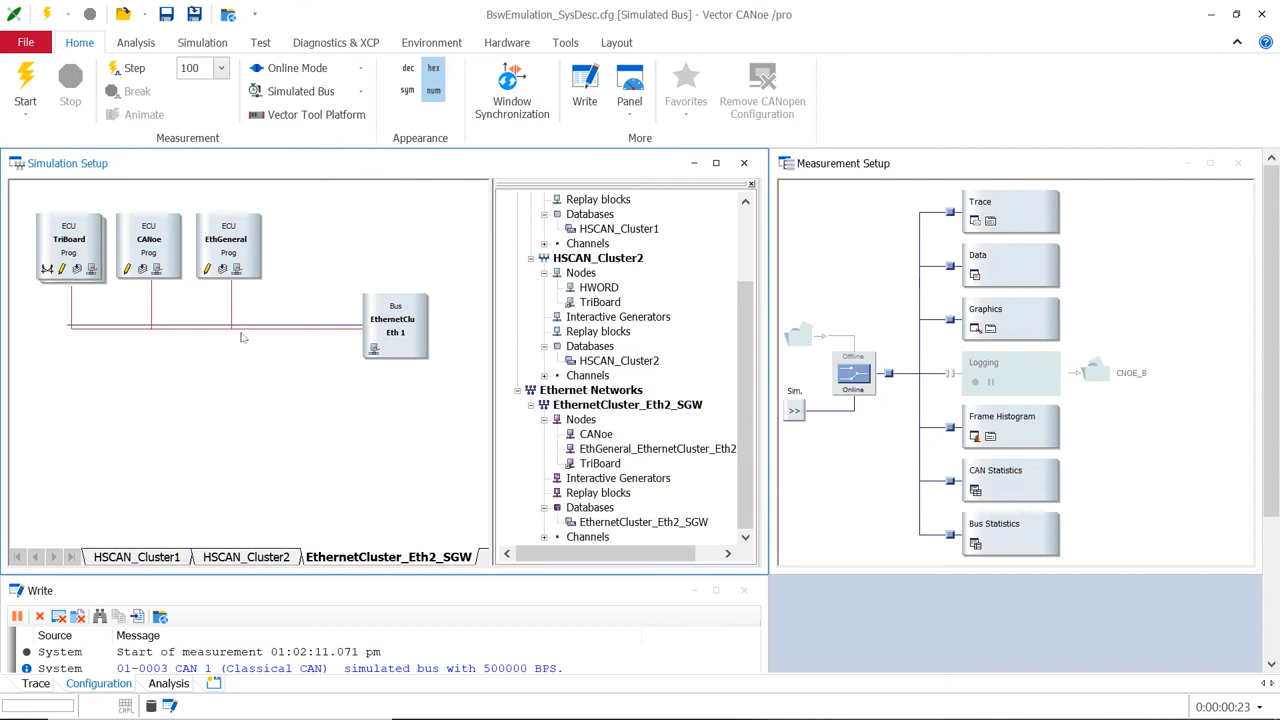 BswEmulation_SysDesc.cfg [Simulated Bus] - Vector CANoe /pro
File Home Analysis Simulation Test Diagnostics & XCP Environment Hardware Tools Layout
Start
Stop
Step
100
Break
Animate
Measurement
Online Mode
Simulated Bus
Vector Tool Platform
dec hex
sym num
Appearance
Window
Synchronization
Write
Panel
Favorites
Remove CANopen
Configuration
More
Simulation Setup
ECU
TriBoard
Prog
ECU
CANoe
Prog
ECU
EthGeneral
Prog
Bus
EthernetClu
Eth 1
HSCAN_Cluster1 HSCAN_Cluster2 EthernetCluster_Eth2_SGW
Replay blocks
Databases
HSCAN_Cluster1
Channels
HSCAN_Cluster2
Nodes
HWORD
TriBoard
Interactive Generators
Replay blocks
Databases
HSCAN_Cluster2
Channels
Ethernet Networks
EthernetCluster_Eth2_SGW
Nodes
CANoe
EthGeneral_EthernetCluster_Eth2
TriBoard
Interactive Generators
Replay blocks
Databases
EthernetCluster_Eth2_SGW
Channels
Measurement Setup
Sim.
>>
Offline
Online
Trace
Data
Graphics
Logging
CNOE_B
Frame Histogram
CAN Statistics
Bus Statistics
Write
Source Message
System Start of measurement 01:02:11.071 pm
System 01-0003 CAN 1 (Classical CAN) simulated bus with 500000 BPS.
Trace Configuration Analysis
CAPL
0:00:00:23